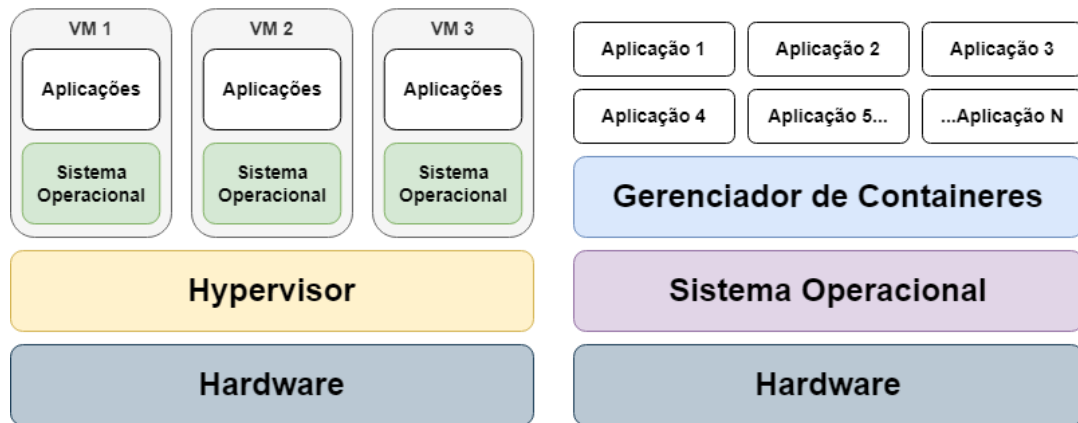 VM 1
Aplicações
Sistema
Operacional
VM 2
Aplicações
Sistema
Operacional
VM 3
Aplicações
Sistema
Operacional
Hypervisor
Hardware
Aplicação 1
Aplicação 2
Aplicação 3
Aplicação 4
Aplicação 5...
...Aplicação N
Gerenciador de Containeres
Sistema Operacional
Hardware